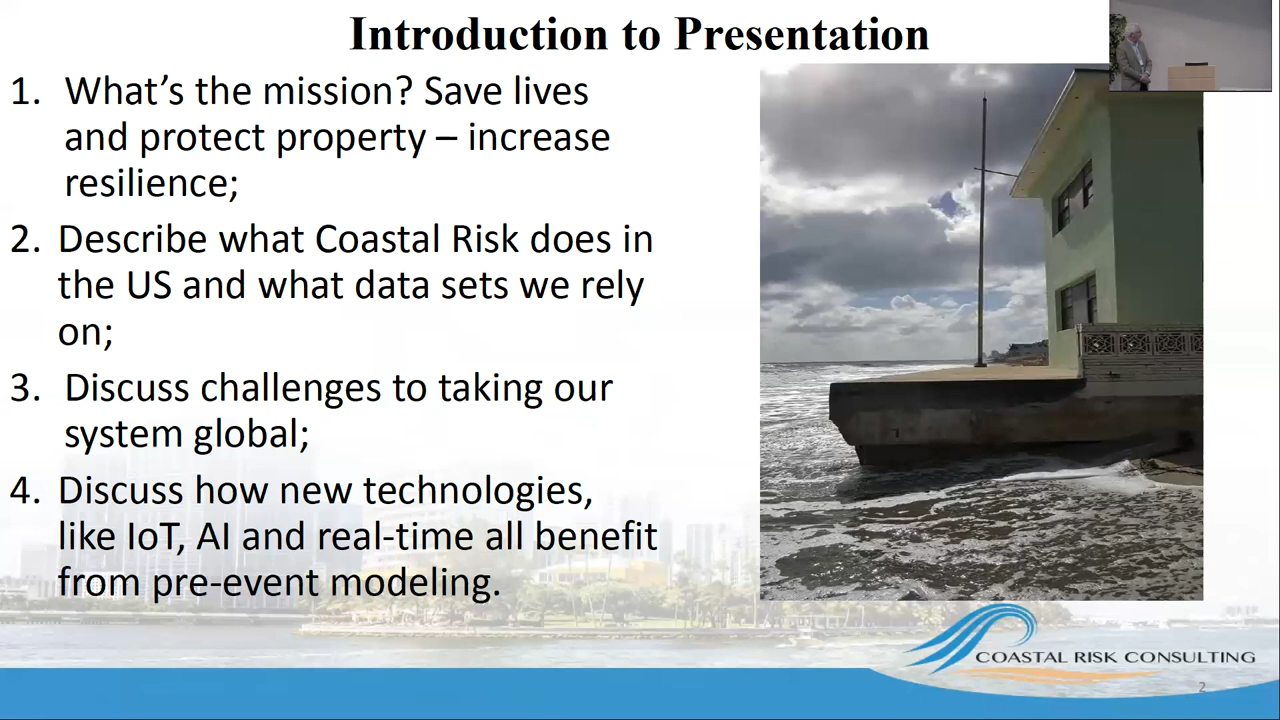 Introduction to Presentation
1. What’s the mission? Save lives
and protect property – increase
resilience;
2. Describe what Coastal Risk does in
the US and what data sets we rely
on;
3. Discuss challenges to taking our
system global;
4. Discuss how new technologies,
like IoT, AI and real-time all benefit
from pre-event modeling.
COASTAL RISK CONSULTING
2